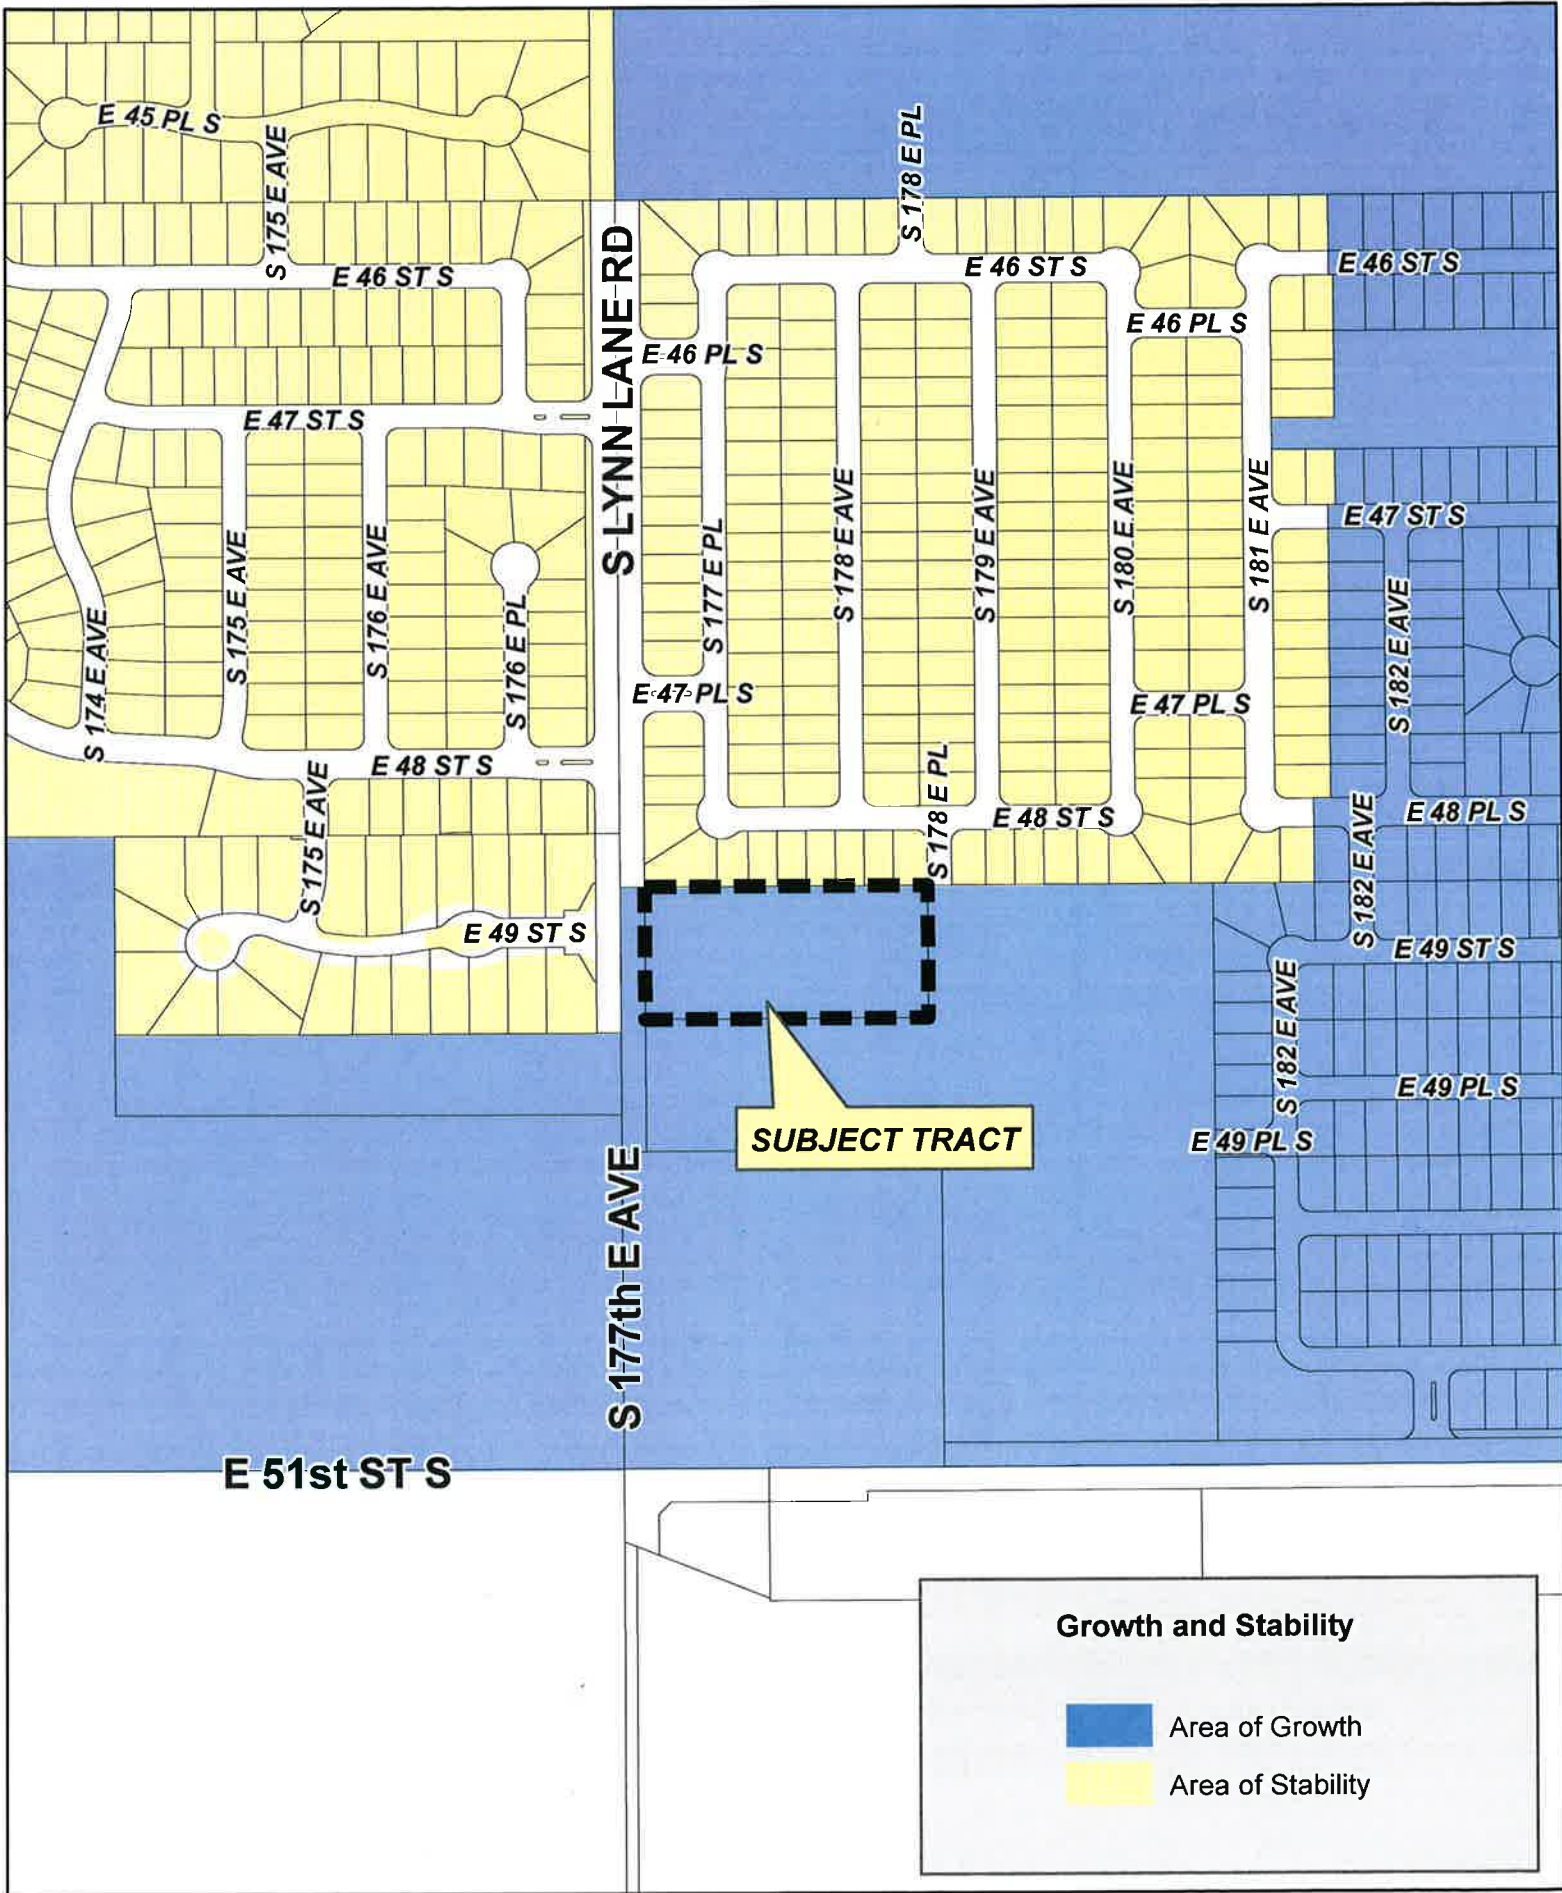 E 45 PL S
S 175 E AVE
S 178 E PL
E 46 ST S
E 46 ST S
E 46 ST S
S LYNN LANE RD
E 46 PL S
E 46 PL S
E 47 ST S
E 47 ST S
S 174 E AVE
S 175 E AVE
S 176 E AVE
S 176 E PL
S 177 E PL
S 178 E AVE
S 179 E AVE
S 180 E AVE
S 181 E AVE
S 182 E AVE
E 47 PL S
E 47 PL S
E 48 ST S
S 175 E AVE
S 178 E PL
E 48 ST S
E 48 PL S
S 182 E AVE
E 49 ST S
E 49 ST S
S 182 E AVE
E 49 PL S
E 49 PL S
SUBJECT TRACT
S 177th E AVE
E 51st ST S
Growth and Stability
Area of Growth
Area of Stability